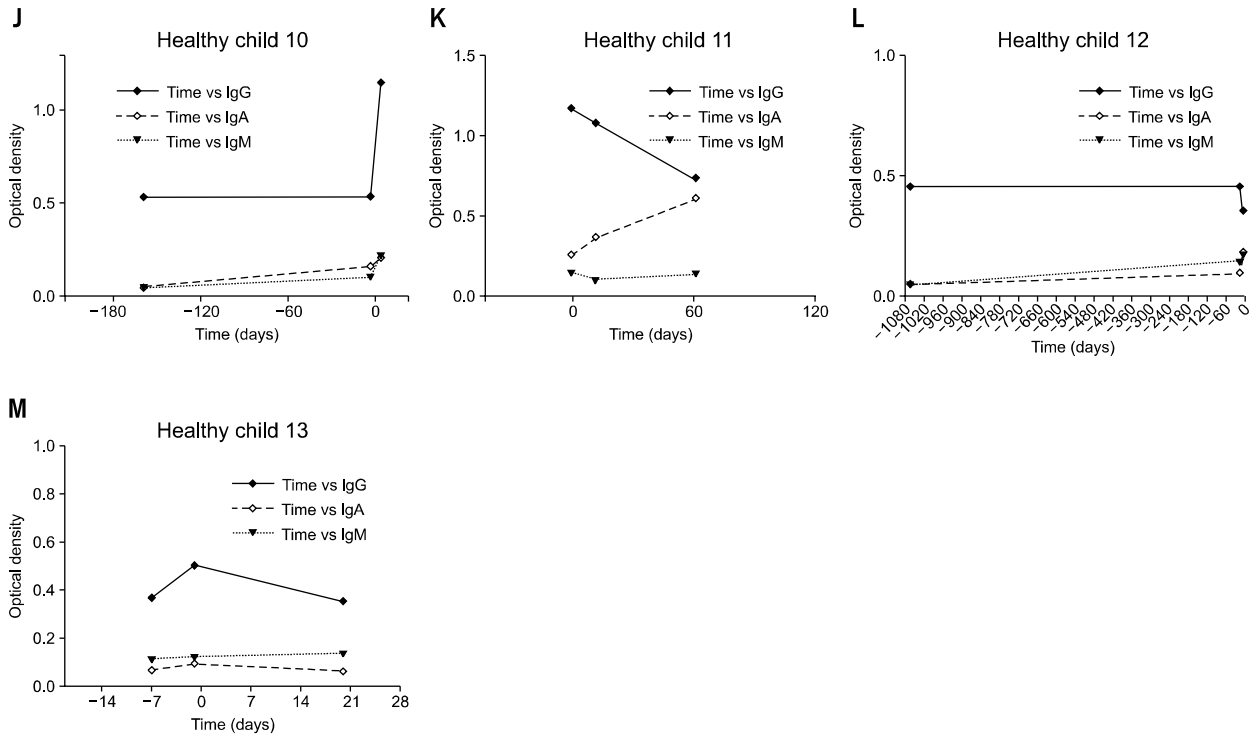 J
Healthy child 10
Time vs IgG
Time vs IgA
Time vs IgM
Optical density
1.0
0.5
0.0
−180 −120 −60 0
Time (days)
K
Healthy child 11
Time vs IgG
Time vs IgA
Time vs IgM
Optical density
1.5
1.0
0.5
0.0
0 60 120
Time (days)
L
Healthy child 12
Time vs IgG
Time vs IgA
Time vs IgM
Optical density
1.0
0.5
0.0
−1080 −1020 −960 −900 −840 −780 −720 −660 −600 −540 −480 −420 −360 −300 −240 −180 −120 −60 0
Time (days)
M
Healthy child 13
Time vs IgG
Time vs IgA
Time vs IgM
Optical density
1.0
0.8
0.6
0.4
0.2
0.0
−14 −7 0 7 14 21 28
Time (days)